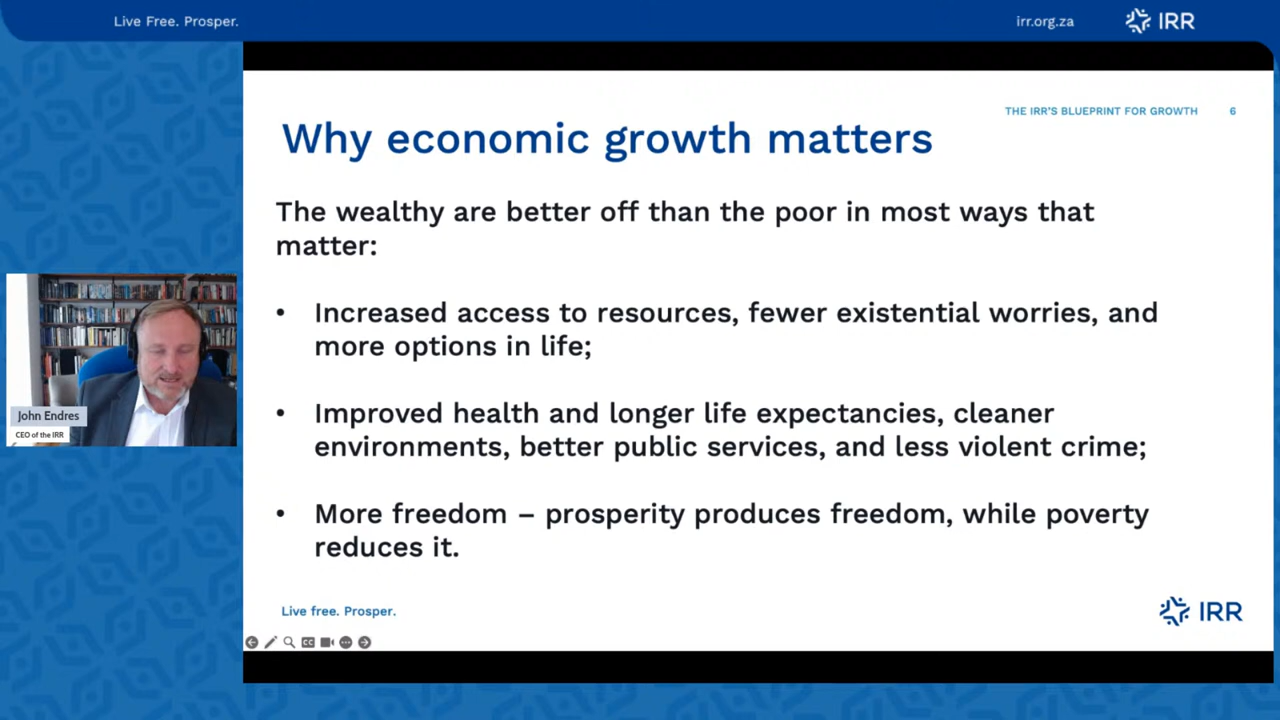 Live Free. Prosper.
irr.org.za
IRR
THE IRR'S BLUEPRINT FOR GROWTH
6
Why economic growth matters
The wealthy are better off than the poor in most ways that
matter:
• Increased access to resources, fewer existential worries, and
more options in life;
• Improved health and longer life expectancies, cleaner
environments, better public services, and less violent crime;
• More freedom – prosperity produces freedom, while poverty
reduces it.
John Endres
CEO of the IRR
Live free. Prosper.
IRR
CC